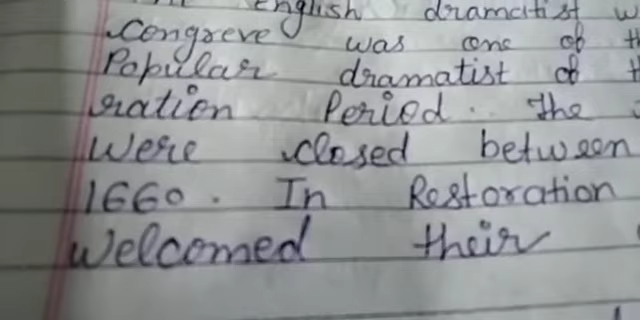 English dramatist
Congreve was one of
Popular dramatist of
ration Period. The
Were closed between
1660. In Restoration
Welcomed their